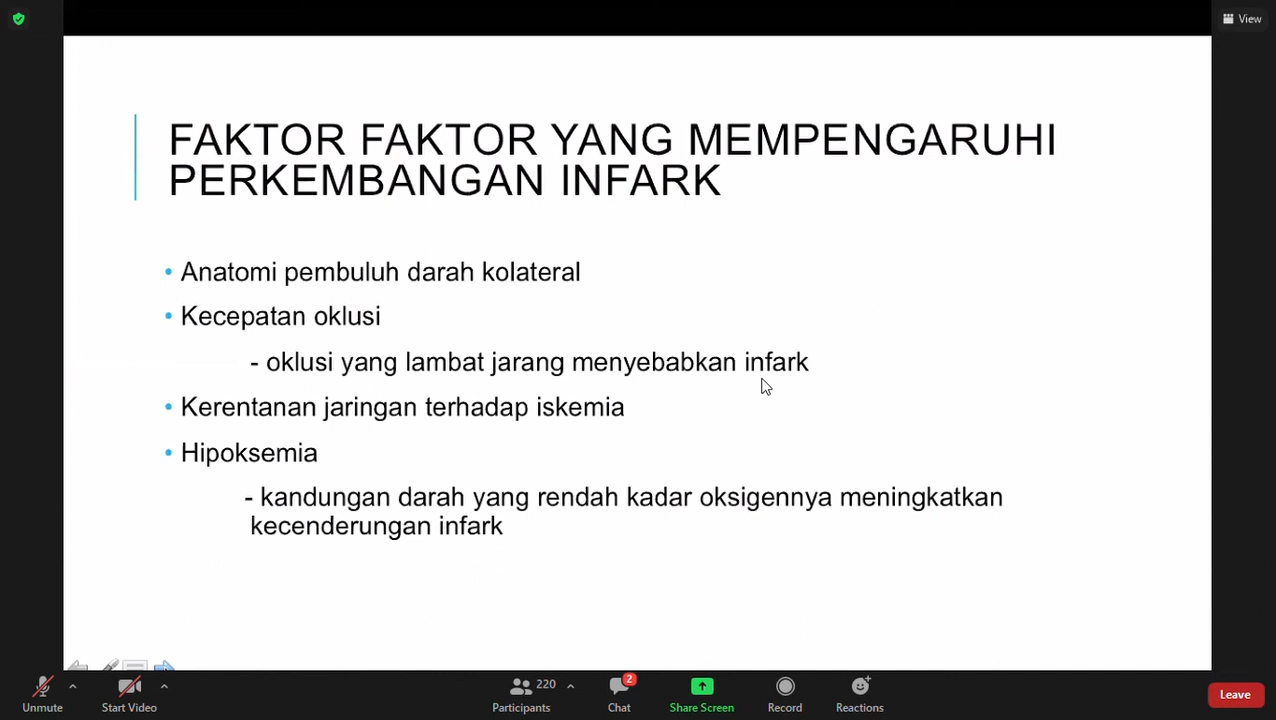 View
FAKTOR FAKTOR YANG MEMPENGARUHI
PERKEMBANGAN INFARK
• Anatomi pembuluh darah kolateral
• Kecepatan oklusi
- oklusi yang lambat jarang menyebabkan infark
• Kerentanan jaringan terhadap iskemia
• Hipoksemia
- kandungan darah yang rendah kadar oksigennya meningkatkan
kecenderungan infark
220
2
Unmute
Start Video
Participants
Chat
Share Screen
Record
Reactions
Leave